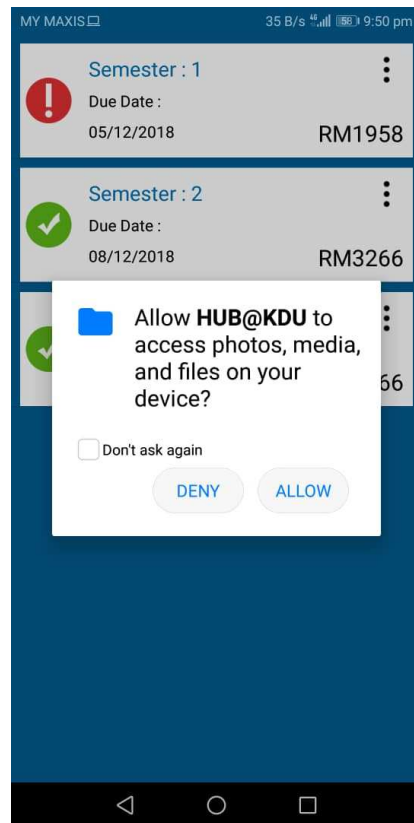 MY MAXIS 35 B/s 4G 58 9:50 pm
Semester : 1
Due Date :
05/12/2018 RM1958
Semester : 2
Due Date :
08/12/2018 RM3266
Allow HUB@KDU to
access photos, media,
and files on your
device?
66
Don't ask again
DENY ALLOW